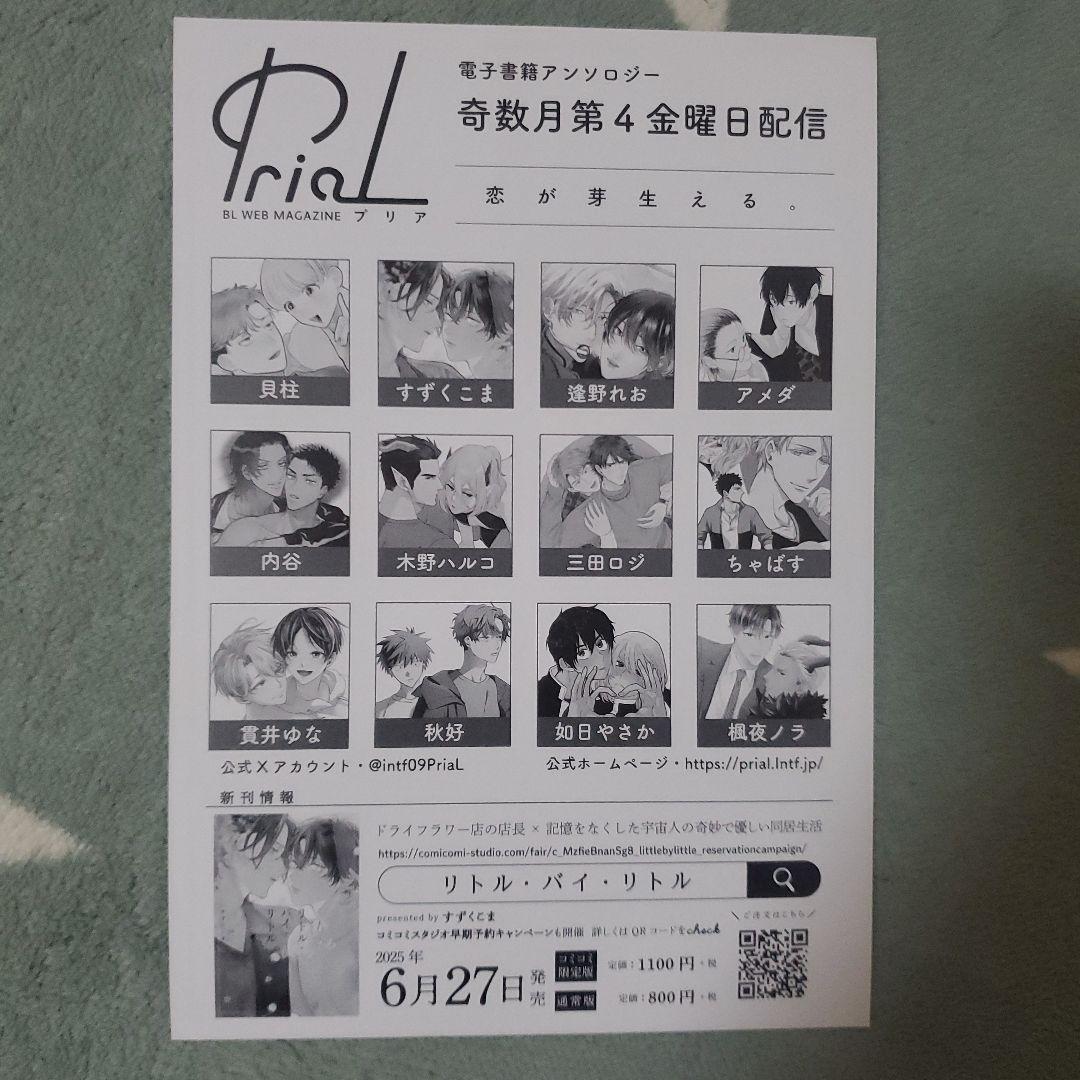 PriaL
BL WEB MAGAZINE プリア
電子書籍アンソロジー
奇数月第4金曜日配信
恋が芽生える。
貝柱
すずくこま
逢野れお
アメダ
内谷
木野ハルコ
三田ロジ
ちゃばす
貫井ゆな
秋好
如日やさか
楓夜ノラ
公式Xアカウント・@intf09PriaL
公式ホームページ・https://prial.lntf.jp/
新刊情報
ドライフラワー店の店長 × 記憶をなくした宇宙人の奇妙で優しい同居生活
https://comicomi-studio.com/fair/c_MzfieBnanSg8_littlebylittle_reservationcampaign/
リトル・バイ・リトル
presented by すずくこま
コミコミスタジオ早期予約キャンペーンも開催 詳しくは QR コードをcheck
＼ご注文はこちら／
2025年
6月27日発売
コミコミ限定版
定価：1100円+税
通常版
定価：800円+税
リトル
バイ
リトル